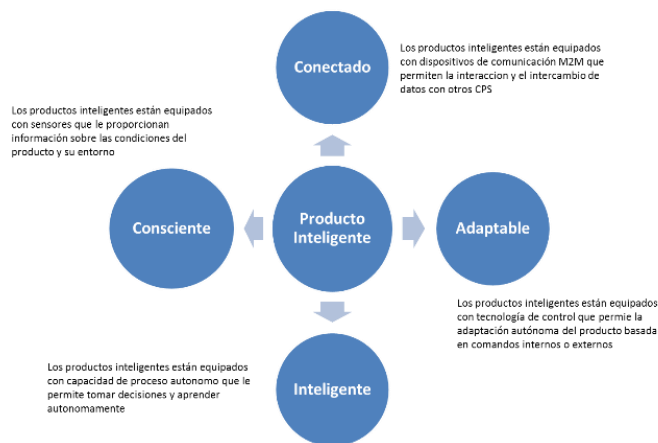 Conectado
Los productos inteligentes están equipados
con dispositivos de comunicación M2M que
permiten la interaccion y el intercambio de
datos con otros CPS
Los productos inteligentes están equipados
con sensores que le proporcionan
información sobre las condiciones del
producto y su entorno
Consciente
Producto
Inteligente
Adaptable
Los productos inteligentes están equipados
con tecnología de control que permie la
adaptación autónoma del producto basada
en comandos internos o externos
Los productos inteligentes están equipados
con capacidad de proceso autonomo que le
permite tomar decisiones y aprender
autonomamente
Inteligente